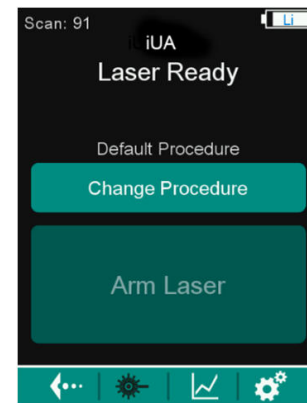 Scan: 91
Li
iUA
Laser Ready
Default Procedure
Change Procedure
Arm Laser